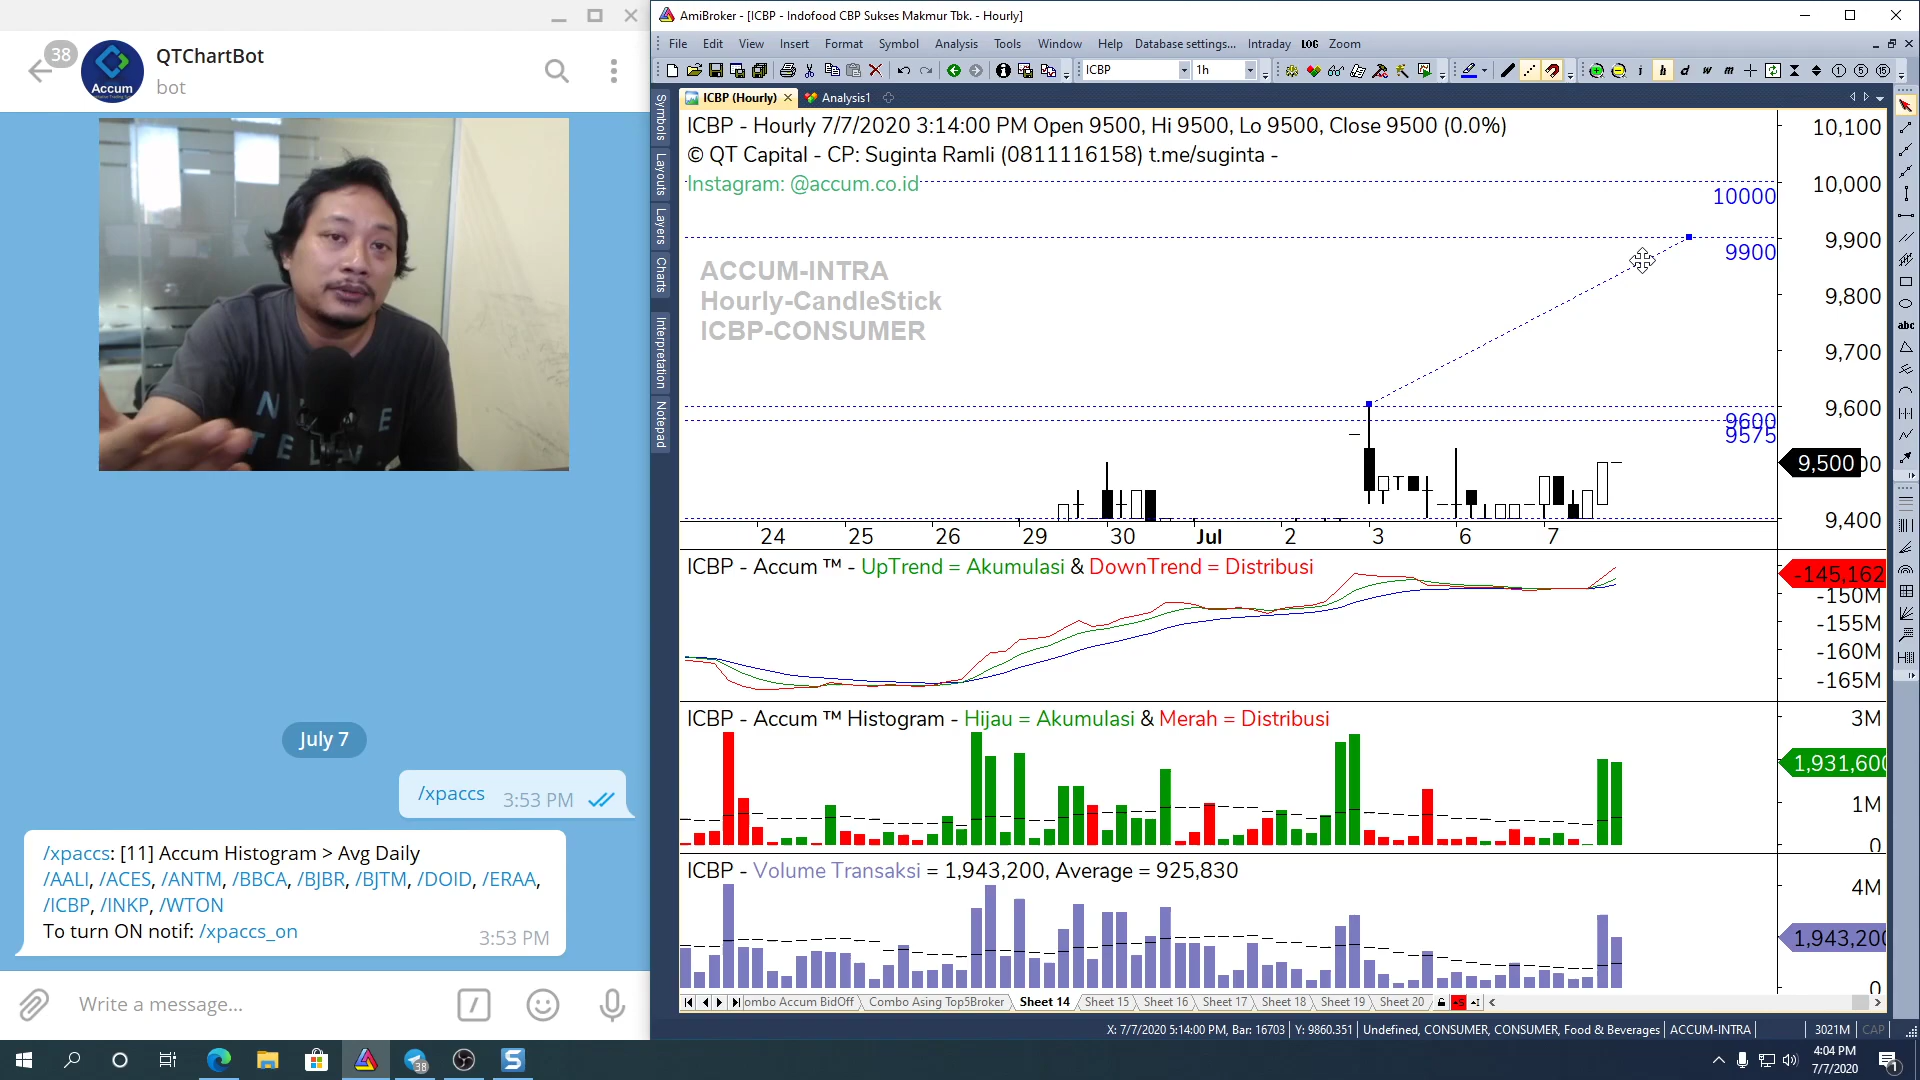 38
Accum
QTChartBot
bot
July 7
/xpaccs 3:53 PM
/xpaccs: [11] Accum Histogram > Avg Daily
/AALI, /ACES, /ANTM, /BBCA, /BJBR, /BJTM, /DOID, /ERAA,
/ICBP, /INKP, /WTON
To turn ON notif: /xpaccs_on
3:53 PM
Write a message...
AmiBroker - [ICBP - Indofood CBP Sukses Makmur Tbk. - Hourly]
File Edit View Insert Format Symbol Analysis Tools Window Help Database settings... Intraday LOG Zoom
ICBP 1h
h d w m
ICBP (Hourly) Analysis1
Symbols
Layouts
Layers
Charts
Interpretation
Notepad
abc
ICBP - Hourly 7/7/2020 3:14:00 PM Open 9500, Hi 9500, Lo 9500, Close 9500 (0.0%)
© QT Capital - CP: Suginta Ramli (0811116158) t.me/suginta -
Instagram: @accum.co.id
ACCUM-INTRA
Hourly-CandleStick
ICBP-CONSUMER
10000
9900
9600
9575
10,100
10,000
9,900
9,800
9,700
9,600
9,500
9,400
24 25 26 29 30 Jul 2 3 6 7
ICBP - Accum ™ - UpTrend = Akumulasi & DownTrend = Distribusi
-145,162
-150M
-155M
-160M
-165M
ICBP - Accum ™ Histogram - Hijau = Akumulasi & Merah = Distribusi
3M
1,931,600
1M
0
ICBP - Volume Transaksi = 1,943,200, Average = 925,830
4M
1,943,200
0
ombo Accum BidOff Combo Asing Top5Broker Sheet 14 Sheet 15 Sheet 16 Sheet 17 Sheet 18 Sheet 19 Sheet 20
X: 7/7/2020 5:14:00 PM, Bar: 16703 Y: 9860.351 Undefined, CONSUMER, CONSUMER, Food & Beverages ACCUM-INTRA 3021M CAP
38
4:04 PM
7/7/2020
1